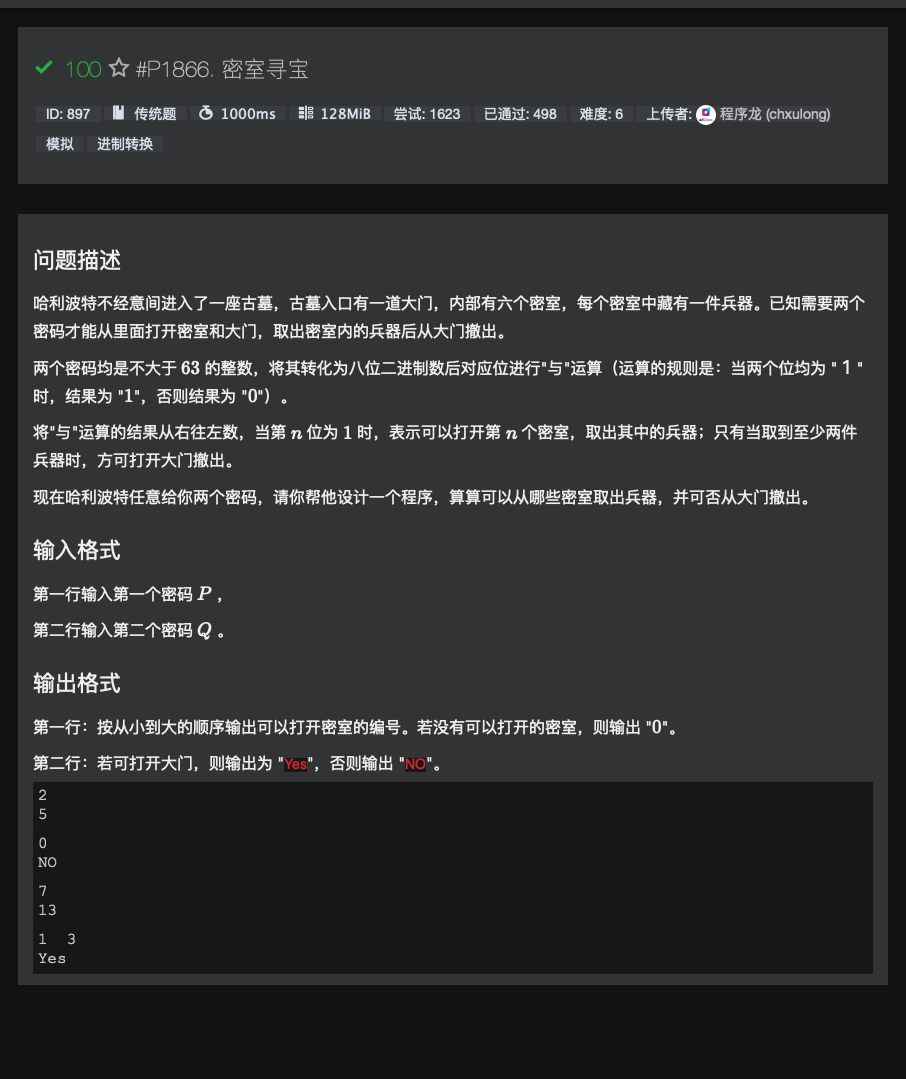 100 #P1866. 密室寻宝
ID: 897 传统题 1000ms 128MiB 尝试: 1623 已通过: 498 难度: 6 上传者: 程序龙 (chxulong)
模拟 进制转换
问题描述
哈利波特不经意间进入了一座古墓，古墓入口有一道大门，内部有六个密室，每个密室中藏有一件兵器。已知需要两个
密码才能从里面打开密室和大门，取出密室内的兵器后从大门撤出。
两个密码均是不大于 63 的整数，将其转化为八位二进制数后对应位进行"与"运算（运算的规则是：当两个位均为 " 1 "
时，结果为 "1"，否则结果为 "0"）。
将"与"运算的结果从右往左数，当第 n 位为 1 时，表示可以打开第 n 个密室，取出其中的兵器；只有当取到至少两件
兵器时，方可打开大门撤出。
现在哈利波特任意给你两个密码，请你帮他设计一个程序，算算可以从哪些密室取出兵器，并可否从大门撤出。
输入格式
第一行输入第一个密码 P ，
第二行输入第二个密码 Q 。
输出格式
第一行：按从小到大的顺序输出可以打开密室的编号。若没有可以打开的密室，则输出 "0"。
第二行：若可打开大门，则输出为 "Yes"，否则输出 "NO"。
2
5
0
NO
7
13
1  3
Yes